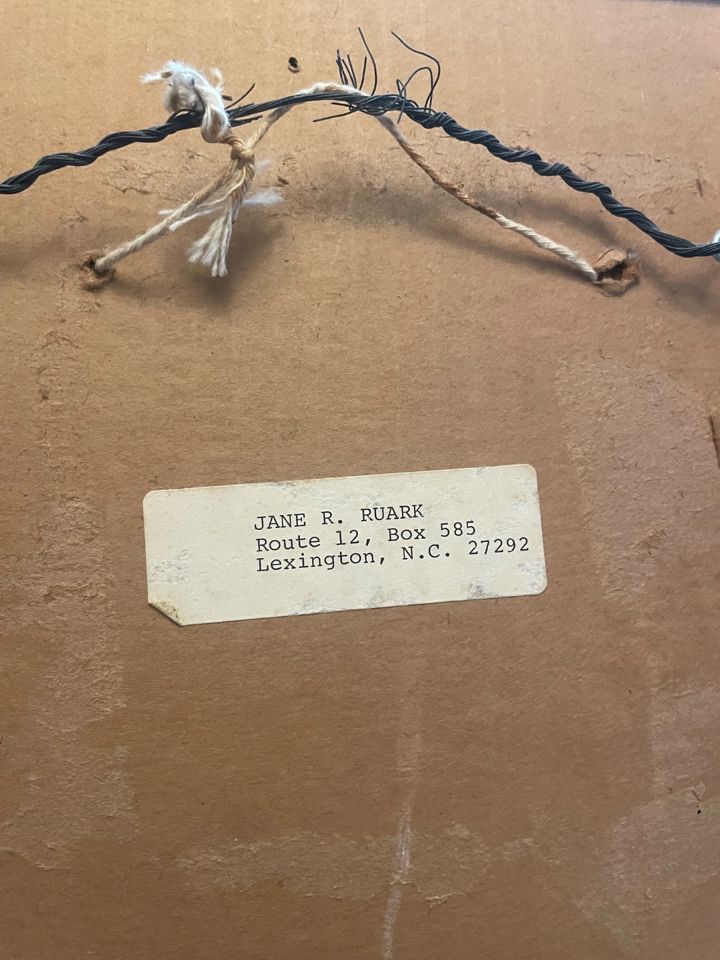 JANE R. RUARK
Route 12, Box 585
Lexington, N.C. 27292